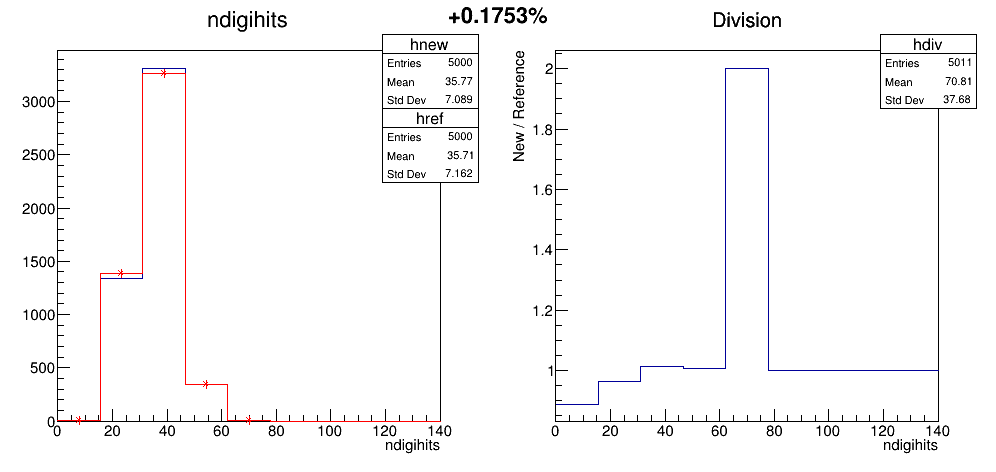 +0.1753%
ndigihits
hnew
Entries 5000
Mean 35.77
Std Dev 7.089
href
Entries 5000
Mean 35.71
Std Dev 7.162
3000
2500
2000
1500
1000
500
0
0 20 40 60 80 100 120 140
ndigihits
Division
hdiv
Entries 5011
Mean 70.81
Std Dev 37.68
New / Reference
2
1.8
1.6
1.4
1.2
1
0 20 40 60 80 100 120 140
ndigihits